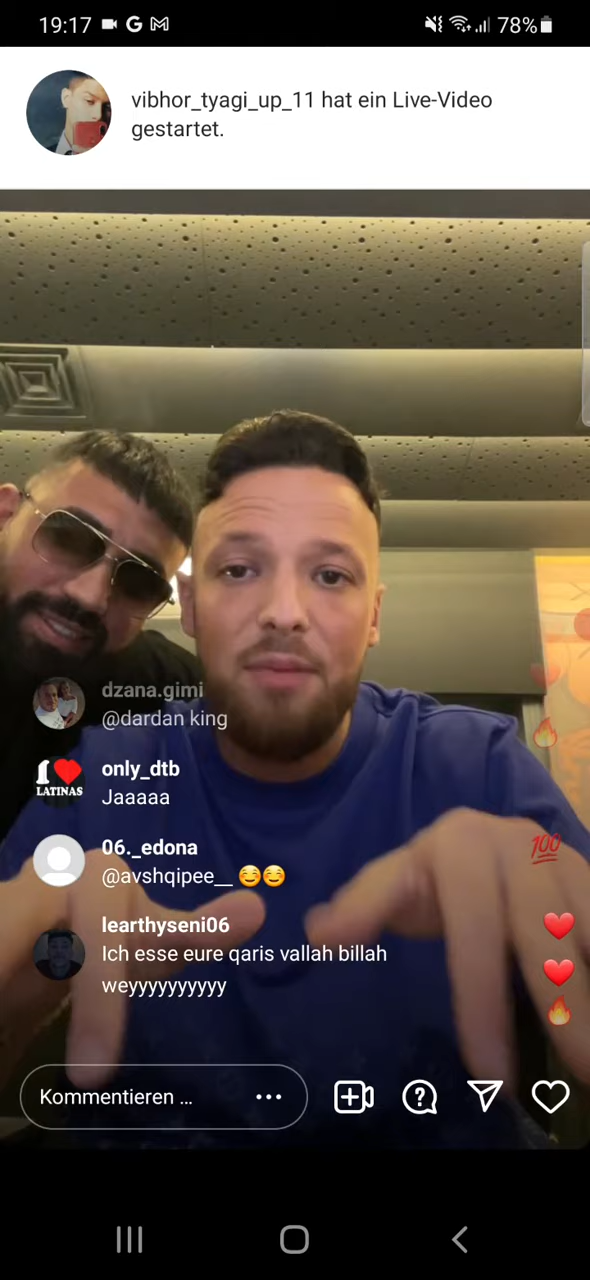 19:17
78%
vibhor_tyagi_up_11 hat ein Live-Video
gestartet.
dzana.gimi
@dardan king
only_dtb
I ❤️
LATINAS
Jaaaaa
06._edona
@avshqipee__ ☺️☺️
learthyseni06
Ich esse eure qaris vallah billah
weyyyyyyyyyy
💯
Kommentieren ...